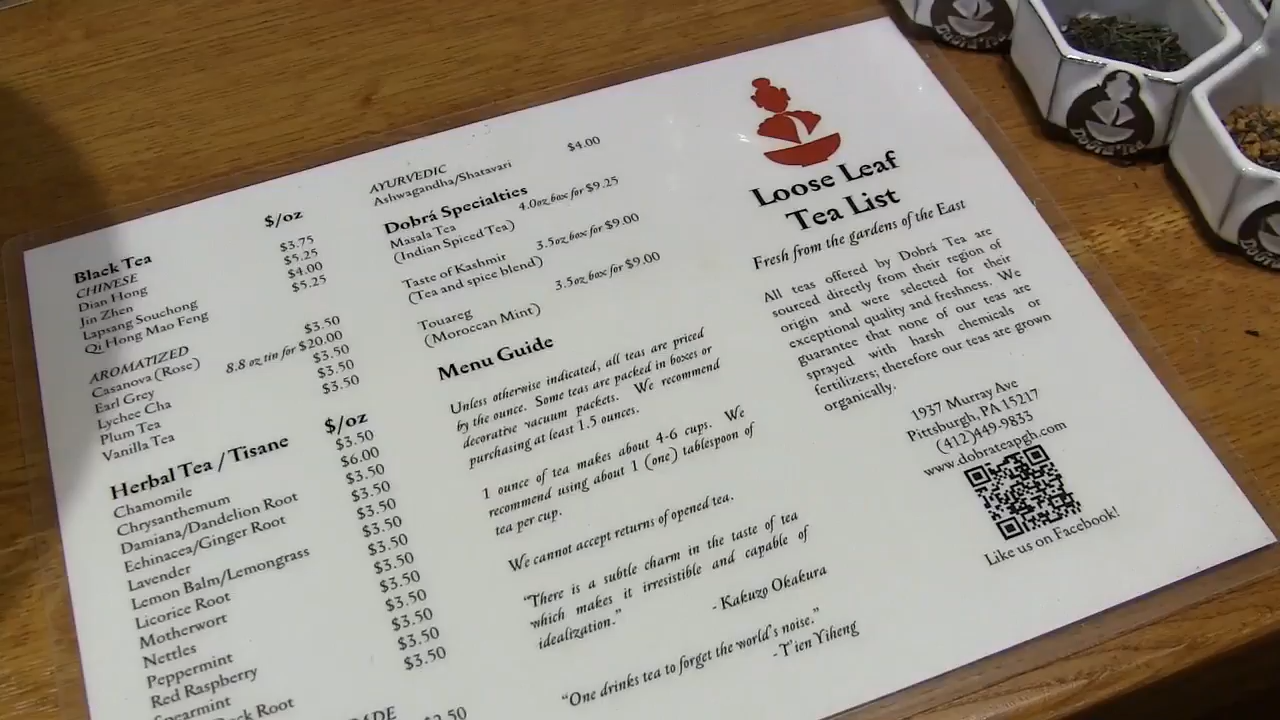 $/oz
Black Tea
CHINESE
Dian Hong $3.75
Jin Zhen $5.25
Lapsang Souchong $4.00
Qi Hong Mao Feng $5.25
AROMATIZED
Casanova (Rose) $3.50
Earl Grey 8.8 oz tin for $20.00
Lychee Cha $3.50
Plum Tea $3.50
Vanilla Tea $3.50
Herbal Tea / Tisane $/oz
Chamomile $3.50
Chrysanthemum $6.00
Damiana/Dandelion Root $3.50
Echinacea/Ginger Root $3.50
Lavender $3.50
Lemon Balm/Lemongrass $3.50
Licorice Root $3.50
Motherwort $3.50
Nettles $3.50
Peppermint $3.50
Red Raspberry $3.50
Spearmint $3.50
Root
AYURVEDIC
Ashwagandha/Shatavari $4.00
Dobrá Specialties
Masala Tea 4.0oz box for $9.25
(Indian Spiced Tea)
Taste of Kashmir 3.5oz box for $9.00
(Tea and spice blend)
Touareg 3.5oz box for $9.00
(Moroccan Mint)
Menu Guide
Unless otherwise indicated, all teas are priced
by the ounce. Some teas are packed in boxes or
decorative vacuum packets. We recommend
purchasing at least 1.5 ounces.
1 ounce of tea makes about 4-6 cups. We
recommend using about 1 (one) tablespoon of
tea per cup.
We cannot accept returns of opened tea.
"There is a subtle charm in the taste of tea
which makes it irresistible and capable of
idealization."
- Kakuzo Okakura
"One drinks tea to forget the world's noise."
-T'ien Yiheng
Loose Leaf
Tea List
Fresh from the gardens of the East
All teas offered by Dobrá Tea are
sourced directly from their region of
origin and were selected for their
exceptional quality and freshness. We
guarantee that none of our teas are
sprayed with harsh chemicals or
fertilizers; therefore our teas are grown
organically.
1937 Murray Ave
Pittsburgh, PA 15217
(412)449-9833
www.dobrateapgh.com
Like us on Facebook!
Dobrá Tea